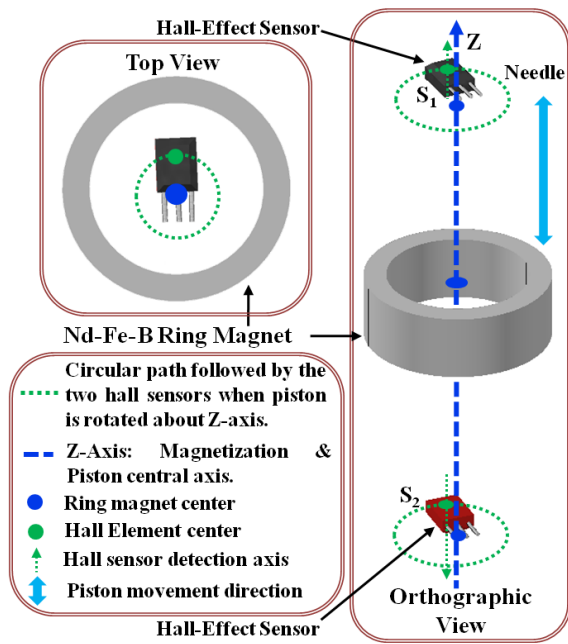 Hall-Effect Sensor
Top View
Z
Needle
S1
Nd-Fe-B Ring Magnet
Circular path followed by the
two hall sensors when piston
is rotated about Z-axis.
Z-Axis: Magnetization &
Piston central axis.
Ring magnet center
Hall Element center
Hall sensor detection axis
Piston movement direction
S2
Orthographic
View
Hall-Effect Sensor